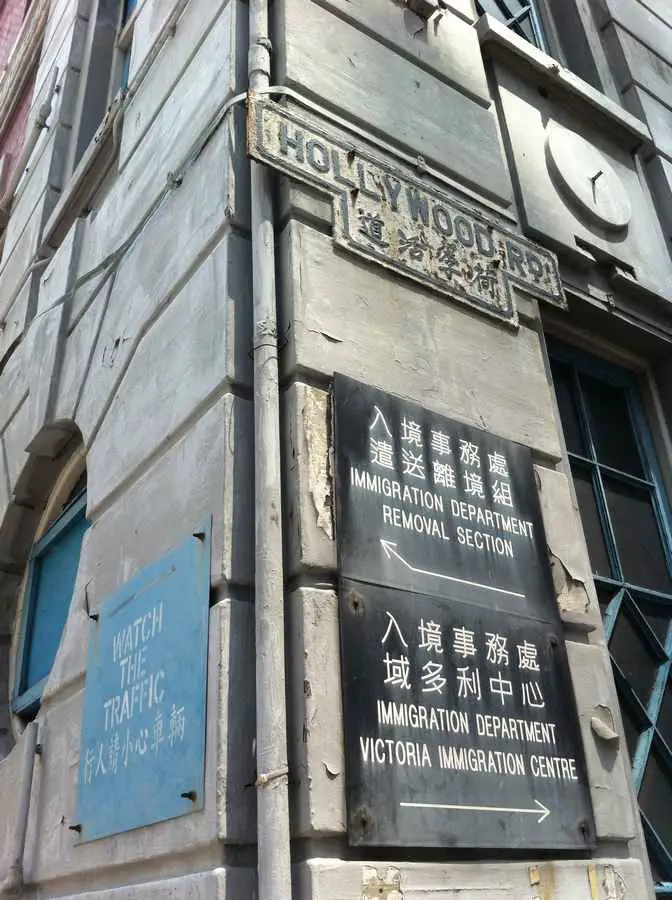 HOLLYWOOD RD.
荷李活道
入境事務處
遣送離境組
IMMIGRATION DEPARTMENT
REMOVAL SECTION
入境事務處
域多利中心
IMMIGRATION DEPARTMENT
VICTORIA IMMIGRATION CENTRE
WATCH
THE
TRAFFIC
行人請小心車輛